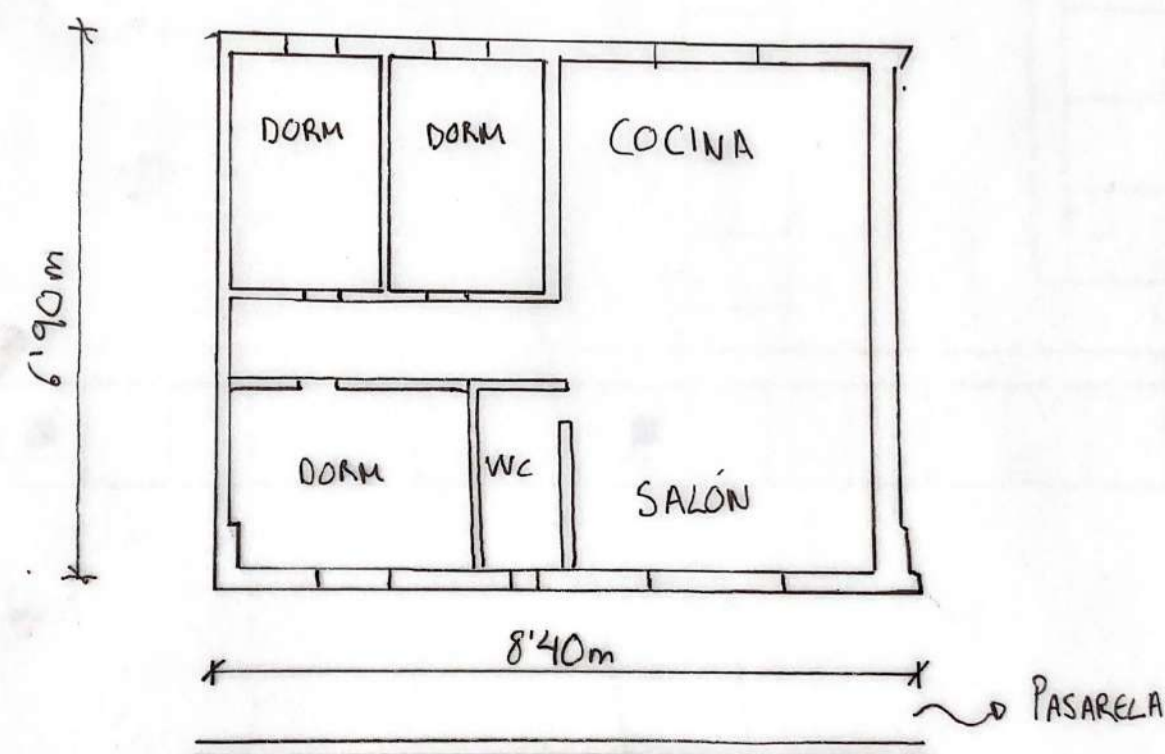 DORM
DORM
COCINA
6'90m
DORM
WC
SALÓN
8'40m
PASARELA